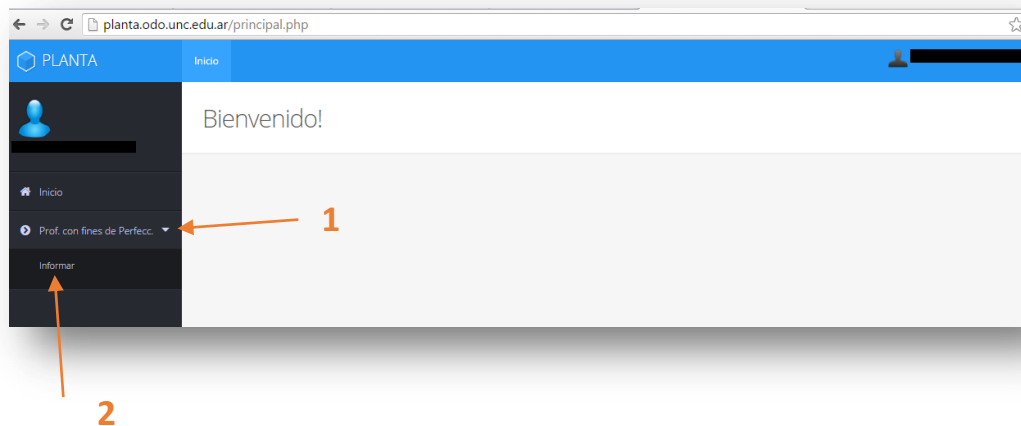 planta.odo.unc.edu.ar/principal.php
PLANTA
Inicio
Bienvenido!
Inicio
Prof. con fines de Perfecc.
1
Informar
2